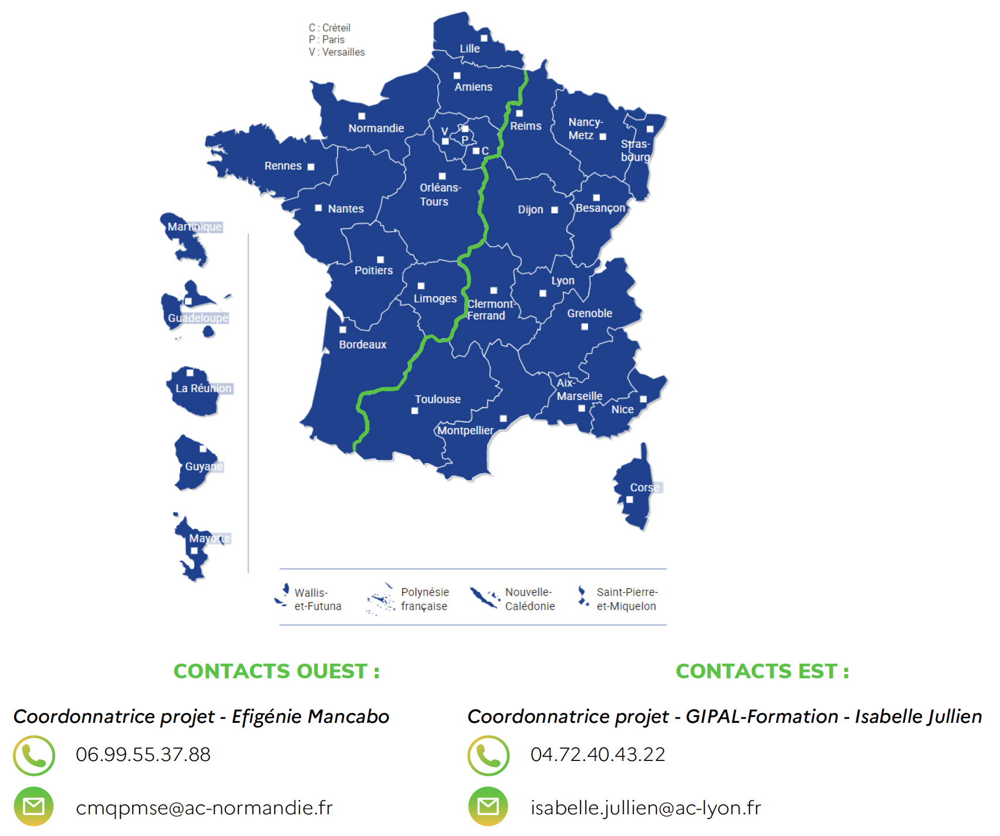 C : Créteil
P : Paris
V : Versailles
Lille
Amiens
Normandie
V
P
C
Reims
Nancy-
Metz
Stras-
bourg
Rennes
Orléans-
Tours
Nantes
Dijon
Besançon
Martinique
Poitiers
Limoges
Clermont-
Ferrand
Lyon
Grenoble
Guadeloupe
Bordeaux
La Réunion
Toulouse
Aix-
Marseille
Nice
Montpellier
Guyane
Corse
Mayotte
Wallis-
et-Futuna
Polynésie
française
Nouvelle-
Calédonie
Saint-Pierre-
et-Miquelon
CONTACTS OUEST :
Coordonnatrice projet - Efigénie Mancabo
06.99.55.37.88
cmqpmse@ac-normandie.fr
CONTACTS EST :
Coordonnatrice projet - GIPAL-Formation - Isabelle Jullien
04.72.40.43.22
isabelle.jullien@ac-lyon.fr